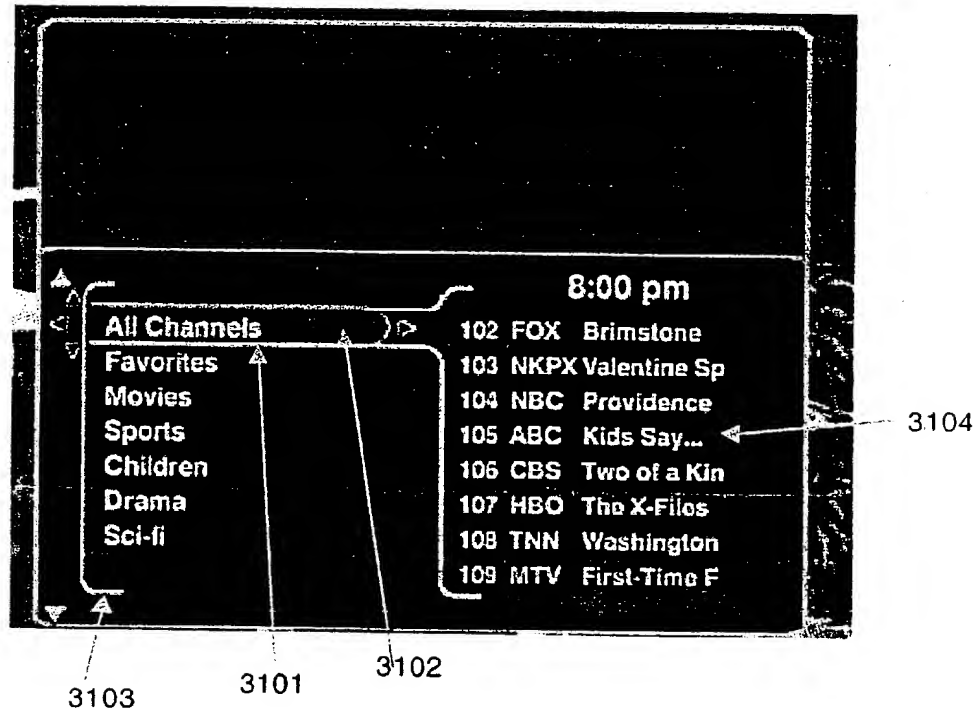 8:00 pm
All Channels
Favorites
Movies
Sports
Children
Drama
Sci-fi
102 FOX Brimstone
103 NKPX Valentine Sp
104 NBC Providence
105 ABC Kids Say...
106 CBS Two of a Kin
107 HBO The X-Files
108 TNN Washington
109 MTV First-Time F
3104
3103
3101
3102